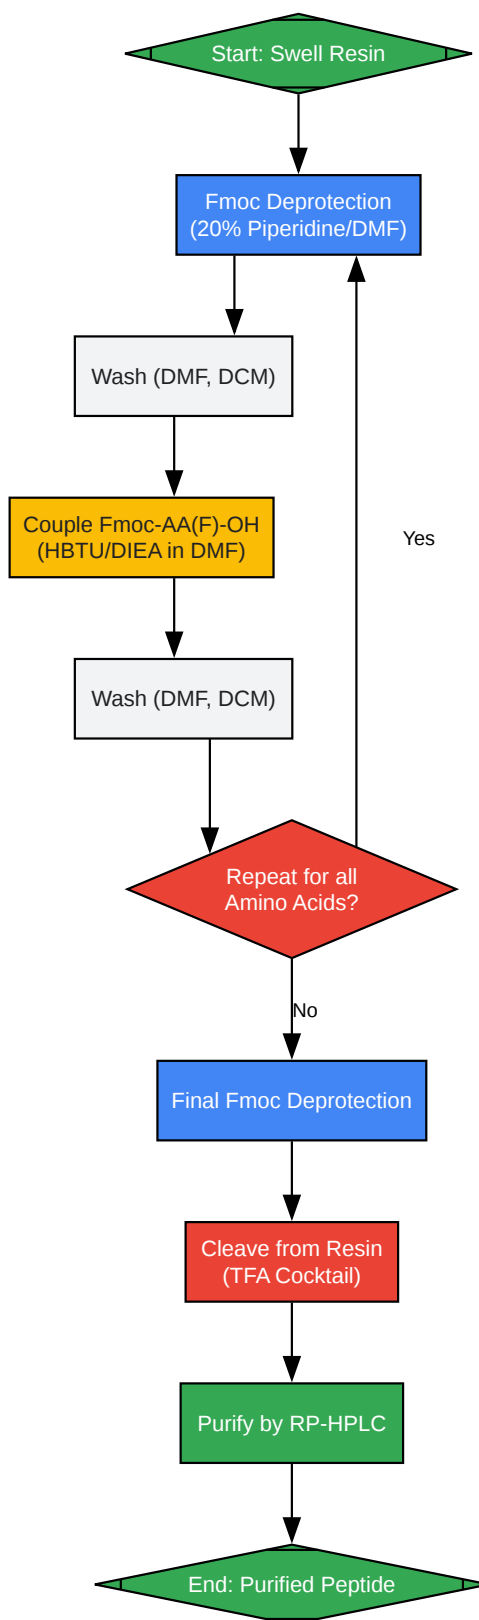 Start: Swell Resin
Fmoc Deprotection
(20% Piperidine/DMF)
Wash (DMF, DCM)
Couple Fmoc-AA(F)-OH
(HBTU/DIEA in DMF)
Yes
Wash (DMF, DCM)
Repeat for all
Amino Acids?
No
Final Fmoc Deprotection
Cleave from Resin
(TFA Cocktail)
Purify by RP-HPLC
End: Purified Peptide